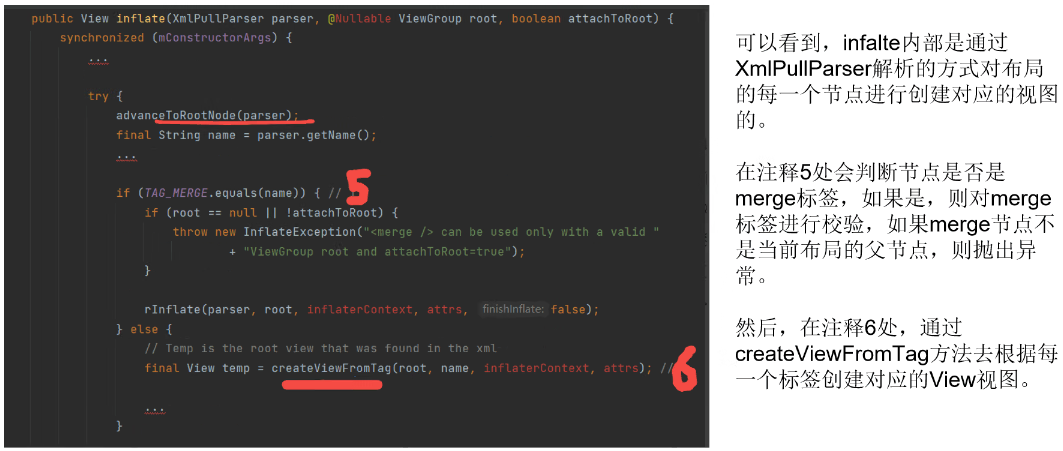 public View inflate(XmlPullParser parser, @Nullable ViewGroup root, boolean attachToRoot) {
synchronized (mConstructorArgs) {
...
try {
advanceToRootNode(parser);
final String name = parser.getName();
...
if (TAG_MERGE.equals(name)) { // 5
if (root == null || !attachToRoot) {
throw new InflateException("<merge /> can be used only with a valid "
+ "ViewGroup root and attachToRoot=true");
}
rInflate(parser, root, inflaterContext, attrs, finishInflate: false);
} else {
// Temp is the root view that was found in the xml
final View temp = createViewFromTag(root, name, inflaterContext, attrs); // 6
...
}
可以看到，infalte内部是通过
XmlPullParser解析的方式对布局
的每一个节点进行创建对应的视图
的。
在注释5处会判断节点是否是
merge标签，如果是，则对merge
标签进行校验，如果merge节点不
是当前布局的父节点，则抛出异
常。
然后，在注释6处，通过
createViewFromTag方法去根据每
一个标签创建对应的View视图。